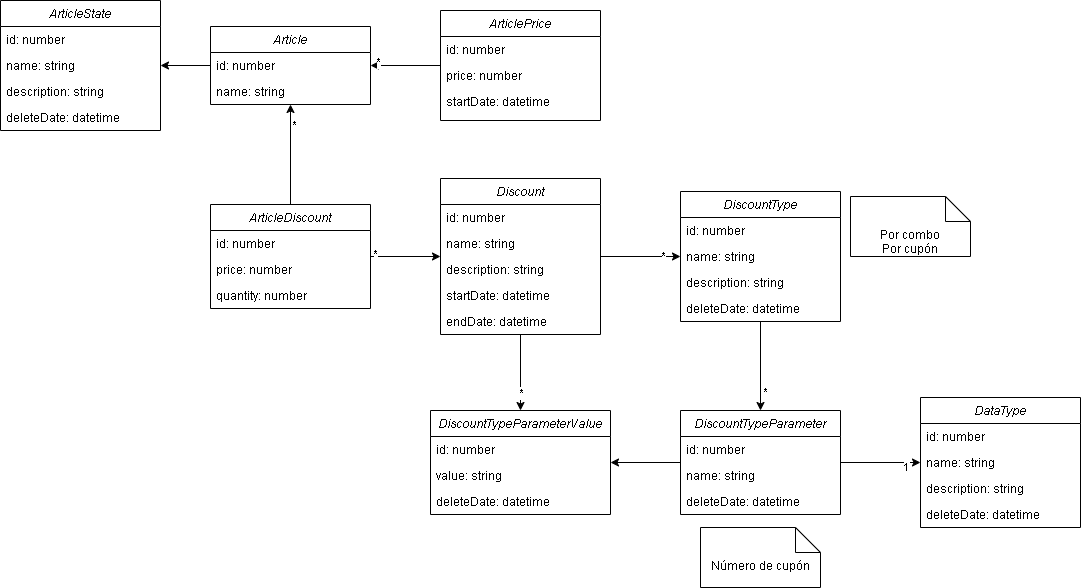 ArticleState
id: number
name: string
description: string
deleteDate: datetime
Article
id: number
name: string
ArticlePrice
id: number
price: number
startDate: datetime
*
*
ArticleDiscount
id: number
price: number
quantity: number
*
Discount
id: number
name: string
description: string
startDate: datetime
endDate: datetime
*
DiscountType
id: number
name: string
description: string
deleteDate: datetime
Por combo
Por cupón
*
*
DiscountTypeParameterValue
id: number
value: string
deleteDate: datetime
DiscountTypeParameter
id: number
name: string
deleteDate: datetime
1
DataType
id: number
name: string
description: string
deleteDate: datetime
Número de cupón